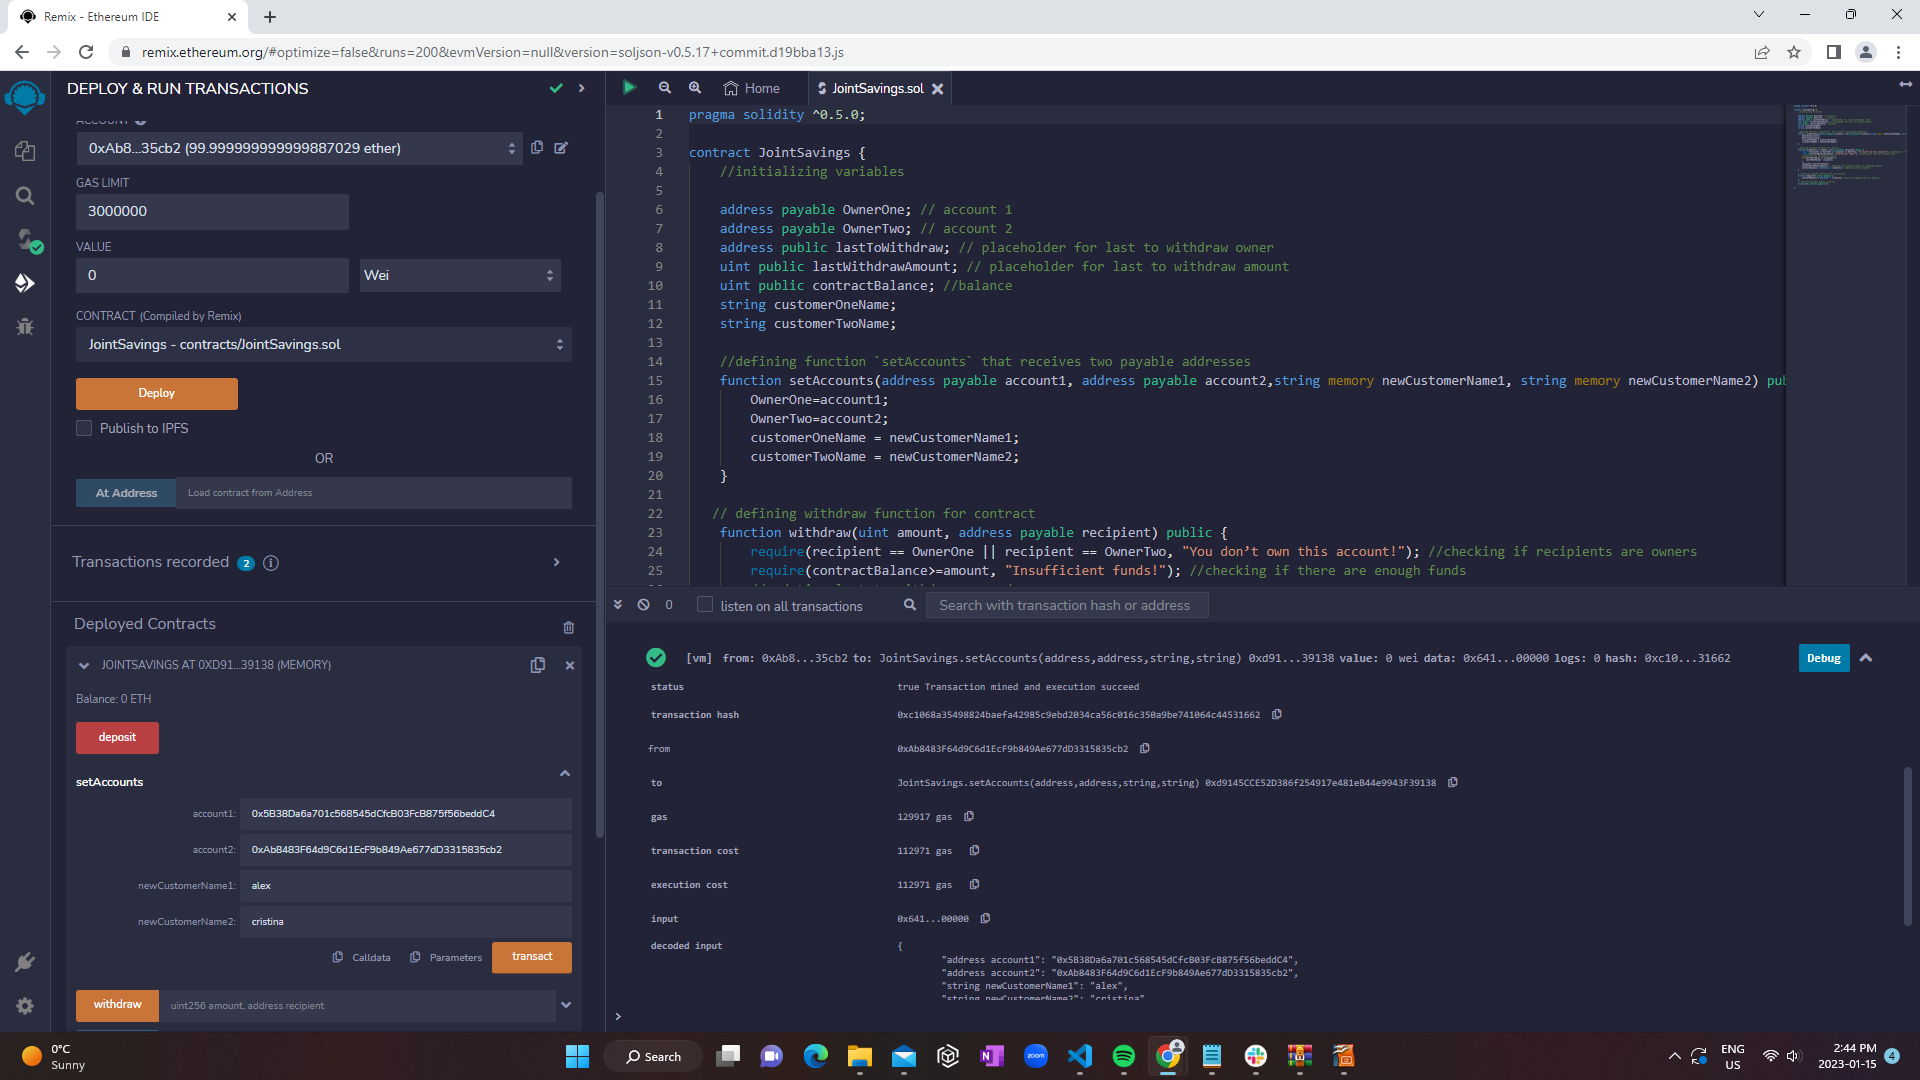 Remix - Ethereum IDE
remix.ethereum.org/#optimize=false&runs=200&evmVersion=null&version=soljson-v0.5.17+commit.d19bba13.js
DEPLOY & RUN TRANSACTIONS
ACCOUNT
0xAb8...35cb2 (99.999999999999887029 ether)
GAS LIMIT
3000000
VALUE
0
Wei
CONTRACT (Compiled by Remix)
JointSavings - contracts/JointSavings.sol
Deploy
Publish to IPFS
OR
At Address
Load contract from Address
Transactions recorded 2 i
Deployed Contracts
JOINTSAVINGS AT 0XD91...39138 (MEMORY)
Balance: 0 ETH
deposit
setAccounts
account1: 0x5B38Da6a701c568545dCfcB03FcB875f56beddC4
account2: 0xAb8483F64d9C6d1EcF9b849Ae677dD3315835cb2
newCustomerName1: alex
newCustomerName2: cristina
Calldata
Parameters
transact
withdraw
uint256 amount, address recipient
Home
JointSavings.sol
1 pragma solidity ^0.5.0;
2
3 contract JointSavings {
4 //initializing variables
5
6 address payable OwnerOne; // account 1
7 address payable OwnerTwo; // account 2
8 address public lastToWithdraw; // placeholder for last to withdraw owner
9 uint public lastWithdrawAmount; // placeholder for last to withdraw amount
10 uint public contractBalance; //balance
11 string customerOneName;
12 string customerTwoName;
13
14 //defining function `setAccounts` that receives two payable addresses
15 function setAccounts(address payable account1, address payable account2,string memory newCustomerName1, string memory newCustomerName2) pub
16 OwnerOne=account1;
17 OwnerTwo=account2;
18 customerOneName = newCustomerName1;
19 customerTwoName = newCustomerName2;
20 }
21
22 // defining withdraw function for contract
23 function withdraw(uint amount, address payable recipient) public {
24 require(recipient == OwnerOne || recipient == OwnerTwo, "You don’t own this account!"); //checking if recipients are owners
25 require(contractBalance>=amount, "Insufficient funds!"); //checking if there are enough funds
0
listen on all transactions
Search with transaction hash or address
[vm] from: 0xAb8...35cb2 to: JointSavings.setAccounts(address,address,string,string) 0xd91...39138 value: 0 wei data: 0x641...00000 logs: 0 hash: 0xc10...31662
Debug
status true Transaction mined and execution succeed
transaction hash 0xc1068a35498824baefa42985c9ebd2034ca56c016c350a9be741064c44531662
from 0xAb8483F64d9C6d1EcF9b849Ae677dD3315835cb2
to JointSavings.setAccounts(address,address,string,string) 0xd9145CCE52D386f254917e481eB44e9943F39138
gas 129917 gas
transaction cost 112971 gas
execution cost 112971 gas
input 0x641...00000
decoded input {
"address account1": "0x5B38Da6a701c568545dCfcB03FcB875f56beddC4",
"address account2": "0xAb8483F64d9C6d1EcF9b849Ae677dD3315835cb2",
"string newCustomerName1": "alex",
"string newCustomerName2": "cristina"
>
0°C
Sunny
Search
N
zoom
ENG
US
2:44 PM
2023-01-15
4